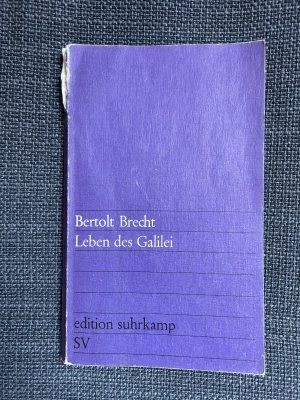 Bertolt Brecht
Leben des Galilei
edition suhrkamp
SV